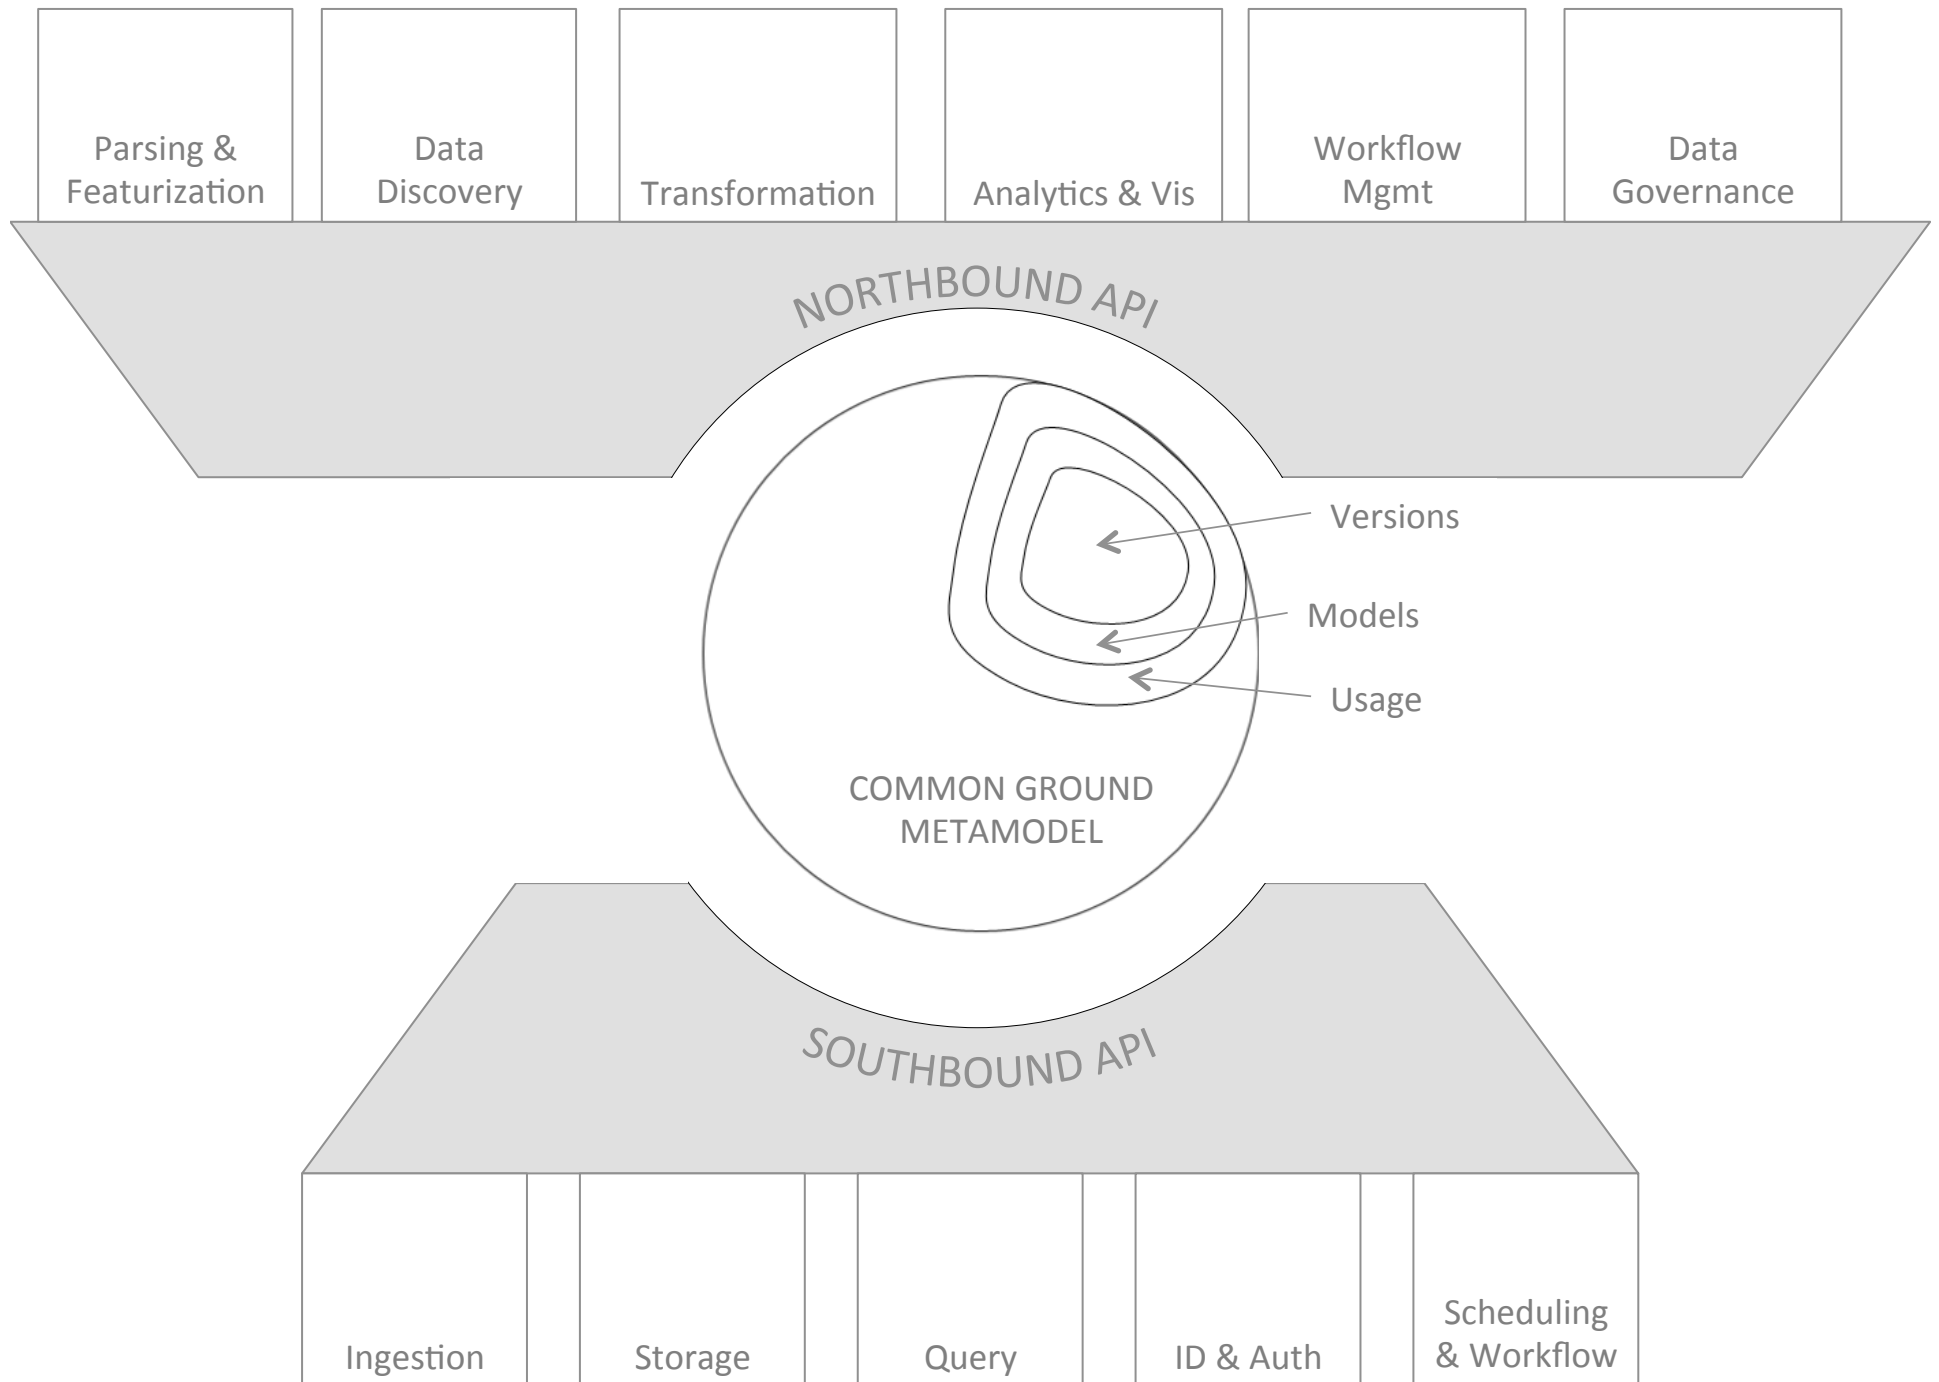 Parsing &
Featurization
Data
Discovery
Transformation
Analytics & Vis
Workflow
Mgmt
Data
Governance
NORTHBOUND API
Versions
Models
Usage
COMMON GROUND
METAMODEL
SOUTHBOUND API
Ingestion
Storage
Query
ID & Auth
Scheduling
& Workflow